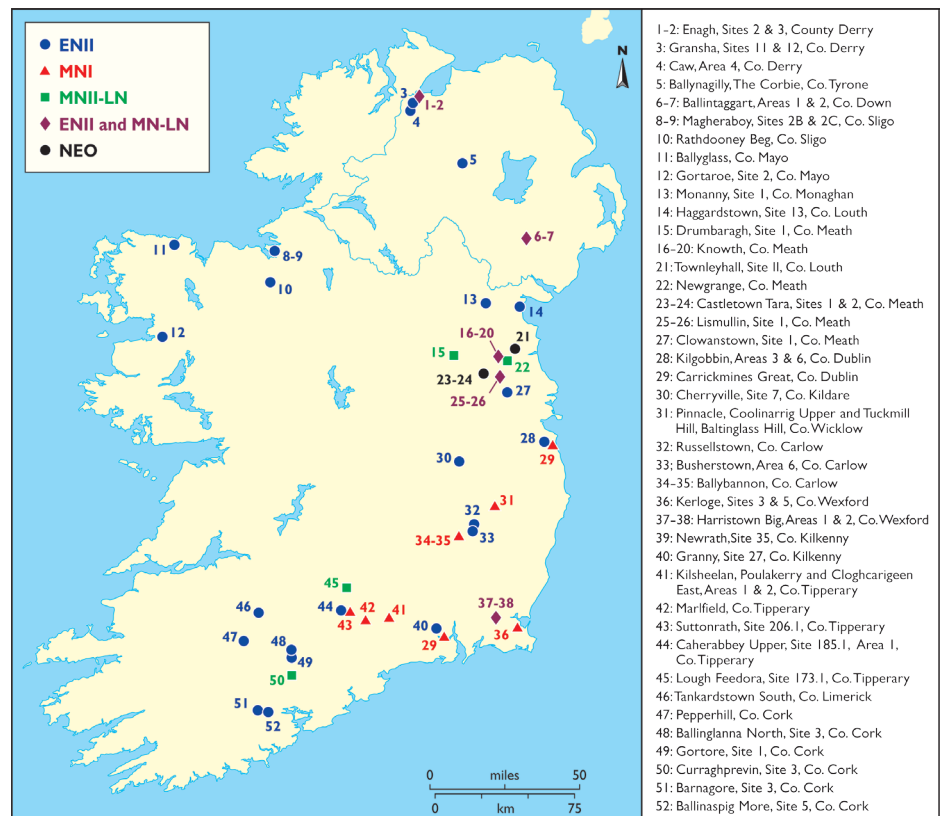 ENII
MNI
MNII-LN
ENII and MN-LN
NEO
N
3
1-2
4
5
6-7
11
8-9
10
12
13
14
16-20
21
15
22
23-24
25-26
27
28
29
30
31
32
33
34-35
45
46
44
42
41
43
37-38
40
36
29
47
48
49
50
51
52
0 miles 50
0 km 75
1-2: Enagh, Sites 2 & 3, County Derry
3: Gransha, Sites 11 & 12, Co. Derry
4: Caw, Area 4, Co. Derry
5: Ballynagilly, The Corbie, Co. Tyrone
6-7: Ballintaggart, Areas 1 & 2, Co. Down
8-9: Magheraboy, Sites 2B & 2C, Co. Sligo
10: Rathdooney Beg, Co. Sligo
11: Ballyglass, Co. Mayo
12: Gortaroe, Site 2, Co. Mayo
13: Monanny, Site 1, Co. Monaghan
14: Haggardstown, Site 13, Co. Louth
15: Drumbaragh, Site 1, Co. Meath
16-20: Knowth, Co. Meath
21: Townleyhall, Site II, Co. Louth
22: Newgrange, Co. Meath
23-24: Castletown Tara, Sites 1 & 2, Co. Meath
25-26: Lismullin, Site 1, Co. Meath
27: Clowanstown, Site 1, Co. Meath
28: Kilgobbin, Areas 3 & 6, Co. Dublin
29: Carrickmines Great, Co. Dublin
30: Cherryville, Site 7, Co. Kildare
31: Pinnacle, Coolinarrig Upper and Tuckmill
Hill, Baltinglass Hill, Co. Wicklow
32: Russellstown, Co. Carlow
33; Busherstown, Area 6, Co. Carlow
34-35: Ballybannon, Co. Carlow
36: Kerloge, Sites 3 & 5, Co. Wexford
37-38: Harristown Big, Areas 1 & 2, Co. Wexford
39: Newrath, Site 35, Co. Kilkenny
40: Granny, Site 27, Co. Kilkenny
41: Kilsheelan, Poulakerry and Cloghcarigeen
East, Areas 1 & 2, Co. Tipperary
42: Marlfield, Co. Tipperary
43: Suttonrath, Site 206.1, Co. Tipperary
44: Caherabbey Upper, Site 185.1, Area 1,
Co. Tipperary
45: Lough Feedora, Site 173.1, Co. Tipperary
46: Tankardstown South, Co. Limerick
47: Pepperhill, Co. Cork
48: Ballinglanna North, Site 3, Co. Cork
49: Gortore, Site 1, Co. Cork
50: Curraghprevin, Site 3, Co. Cork
51: Barnagore, Site 3, Co. Cork
52: Ballinaspig More, Site 5, Co. Cork